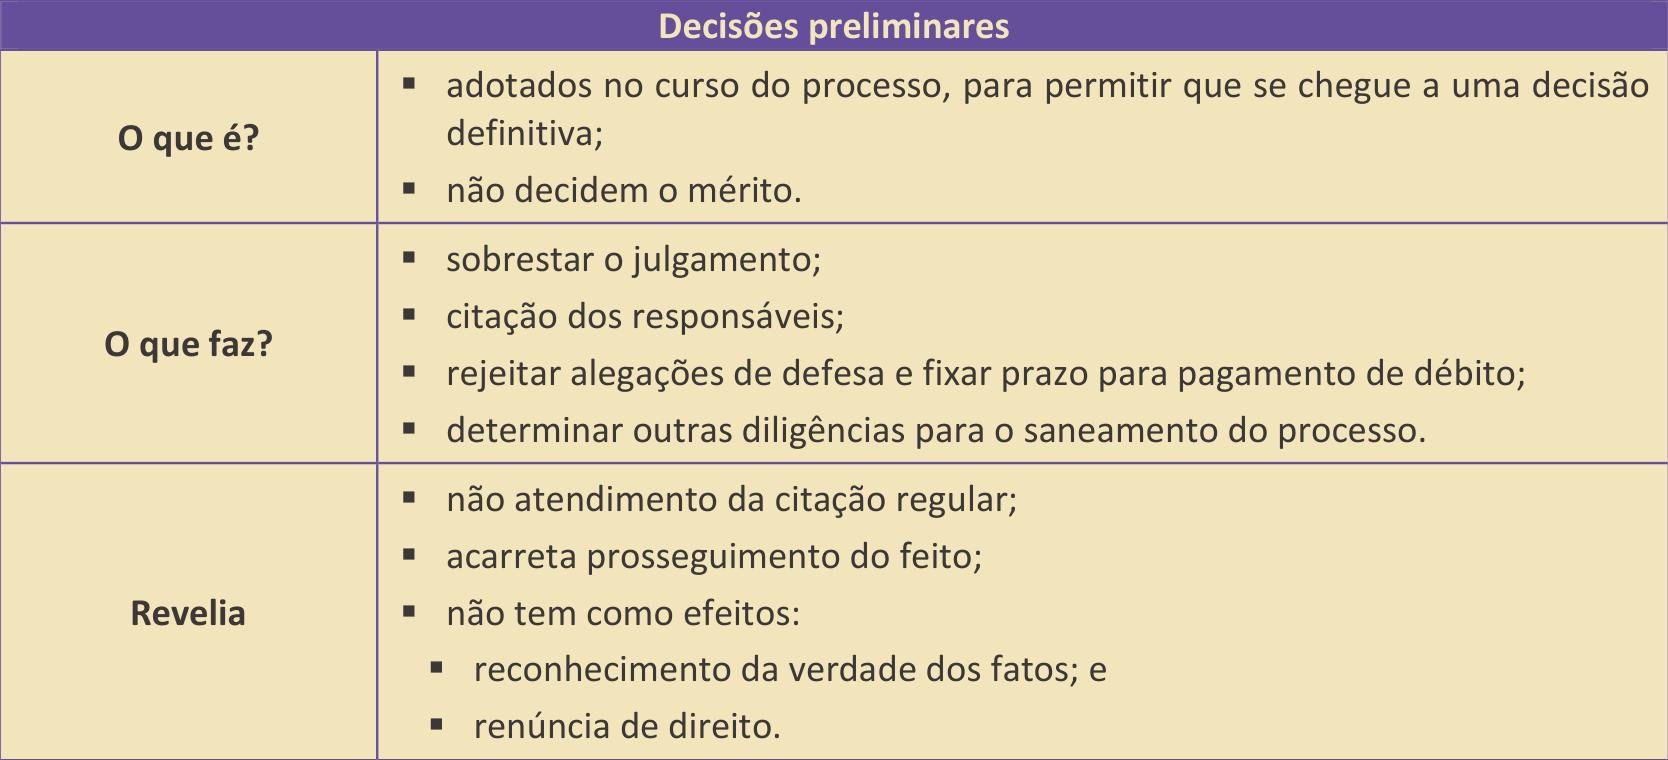 Decisões preliminares
O que é?
▪ adotados no curso do processo, para permitir que se chegue a uma decisão
definitiva;
▪ não decidem o mérito.
O que faz?
▪ sobrestar o julgamento;
▪ citação dos responsáveis;
▪ rejeitar alegações de defesa e fixar prazo para pagamento de débito;
▪ determinar outras diligências para o saneamento do processo.
Revelia
▪ não atendimento da citação regular;
▪ acarreta prosseguimento do feito;
▪ não tem como efeitos:
▪ reconhecimento da verdade dos fatos; e
▪ renúncia de direito.